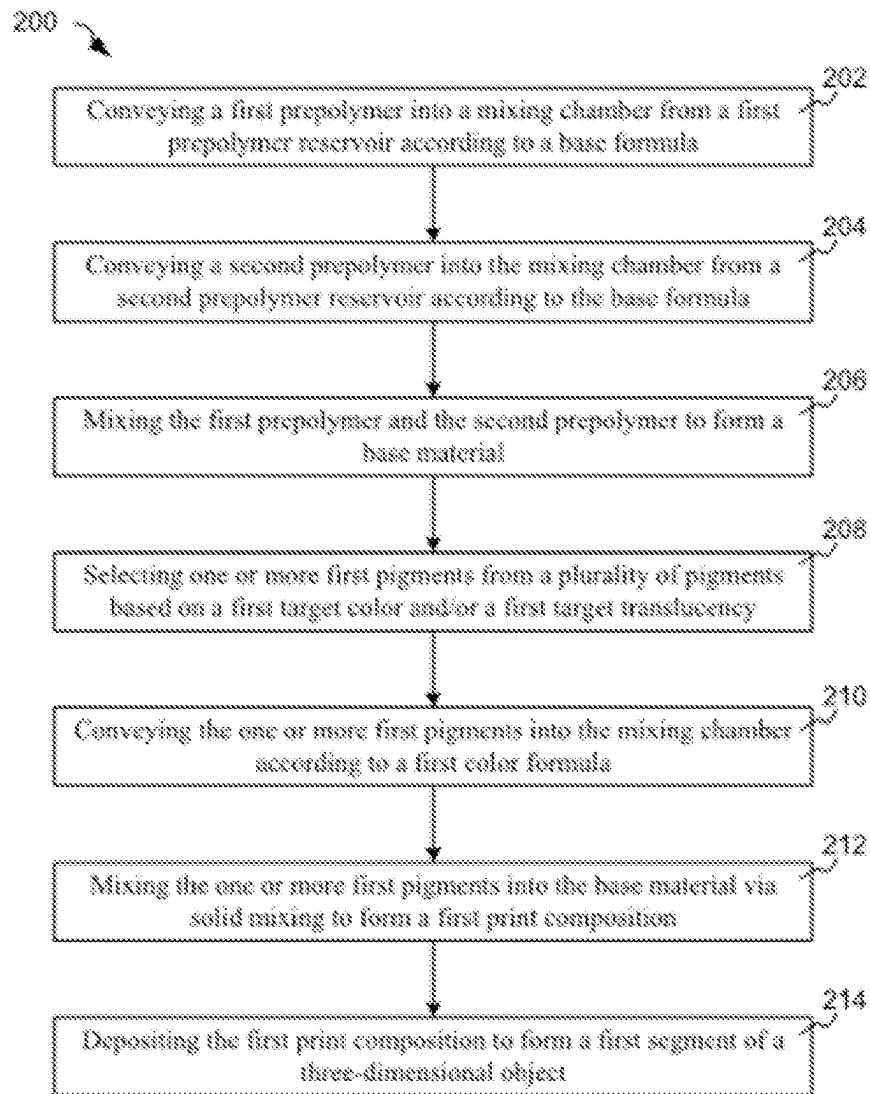 200
202
Conveying a first prepolymer into a mixing chamber from a first
prepolymer reservoir according to a base formula
204
Conveying a second prepolymer into the mixing chamber from a
second prepolymer reservoir according to the base formula
206
Mixing the first prepolymer and the second prepolymer to form a
base material
208
Selecting one or more first pigments from a plurality of pigments
based on a first target color and/or a first target translucency
210
Conveying the one or more first pigments into the mixing chamber
according to a first color formula
212
Mixing the one or more first pigments into the base material via
solid mixing to form a first print composition
214
Depositing the first print composition to form a first segment of a
three-dimensional object